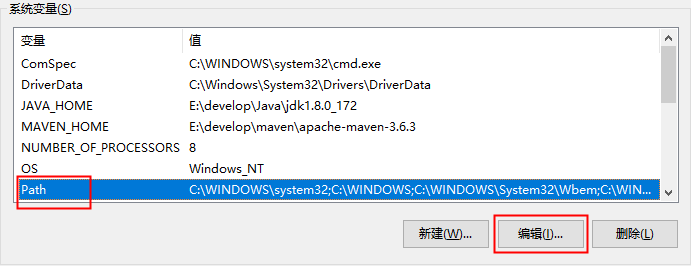 系统变量(S)
变量 值
ComSpec C:\WINDOWS\system32\cmd.exe
DriverData C:\Windows\System32\Drivers\DriverData
JAVA_HOME E:\develop\Java\jdk1.8.0_172
MAVEN_HOME E:\develop\maven\apache-maven-3.6.3
NUMBER_OF_PROCESSORS 8
OS Windows_NT
Path C:\WINDOWS\system32;C:\WINDOWS;C:\WINDOWS\System32\Wbem;C:\WIN...
新建(W)... 编辑(I)... 删除(L)